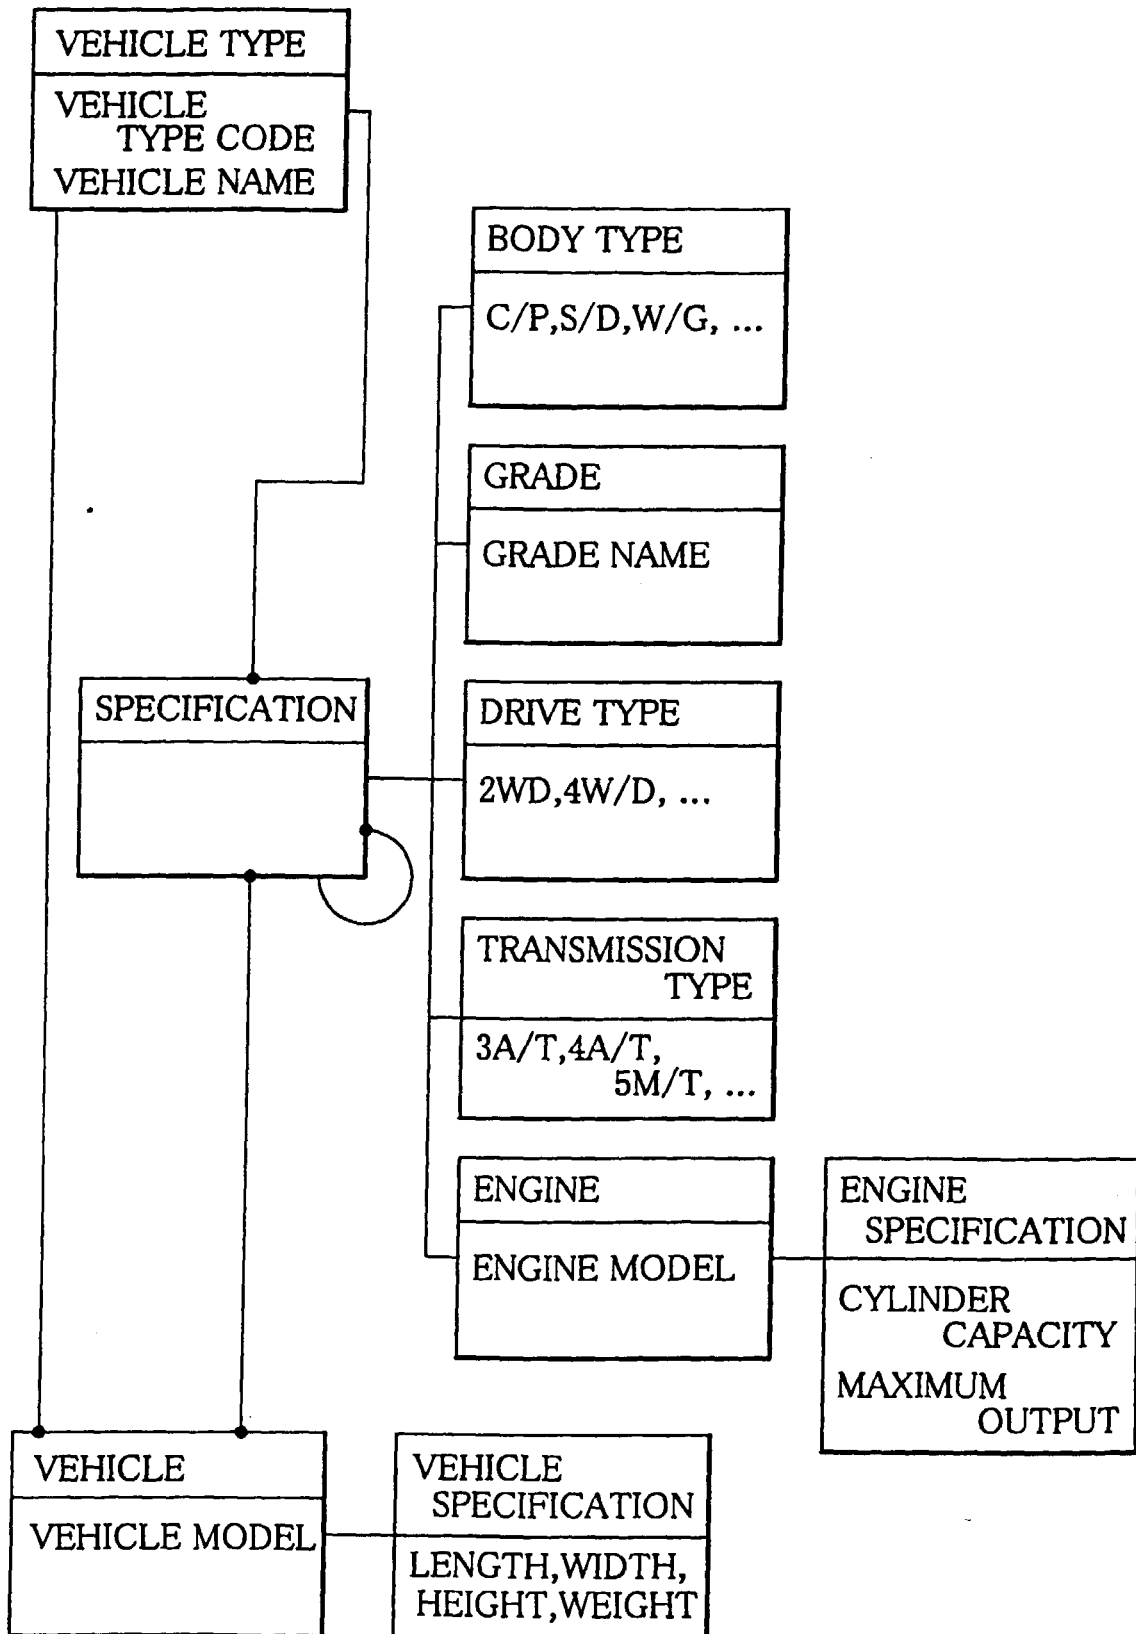 VEHICLE TYPE
VEHICLE
TYPE CODE
VEHICLE NAME
BODY TYPE
C/P,S/D,W/G, ...
GRADE
GRADE NAME
SPECIFICATION
DRIVE TYPE
2WD,4W/D, ...
TRANSMISSION
TYPE
3A/T,4A/T,
5M/T, ...
ENGINE
ENGINE MODEL
ENGINE
SPECIFICATION
CYLINDER
CAPACITY
MAXIMUM
OUTPUT
VEHICLE
VEHICLE MODEL
VEHICLE
SPECIFICATION
LENGTH,WIDTH,
HEIGHT,WEIGHT